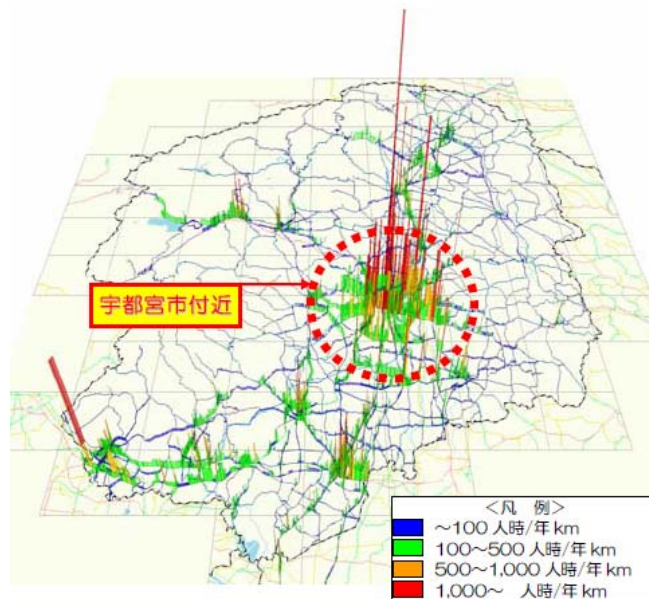 宇都宮市付近
<凡　例>
～100 人時/年 km
100～500 人時/年 km
500～1,000 人時/年 km
1,000～　人時/年 km